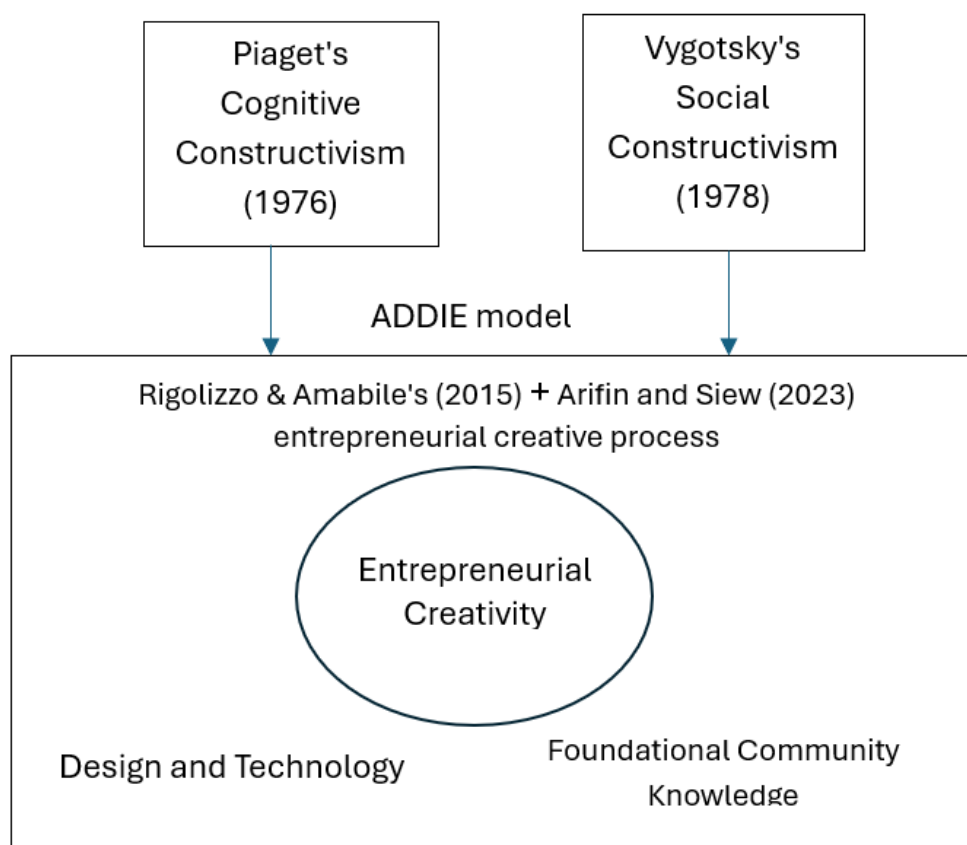 Piaget's
Cognitive
Constructivism
(1976)
Vygotsky's
Social
Constructivism
(1978)
ADDIE model
Rigolizzo & Amabile's (2015) + Arifin and Siew (2023)
entrepreneurial creative process
Entrepreneurial
Creativity
Design and Technology
Foundational Community
Knowledge